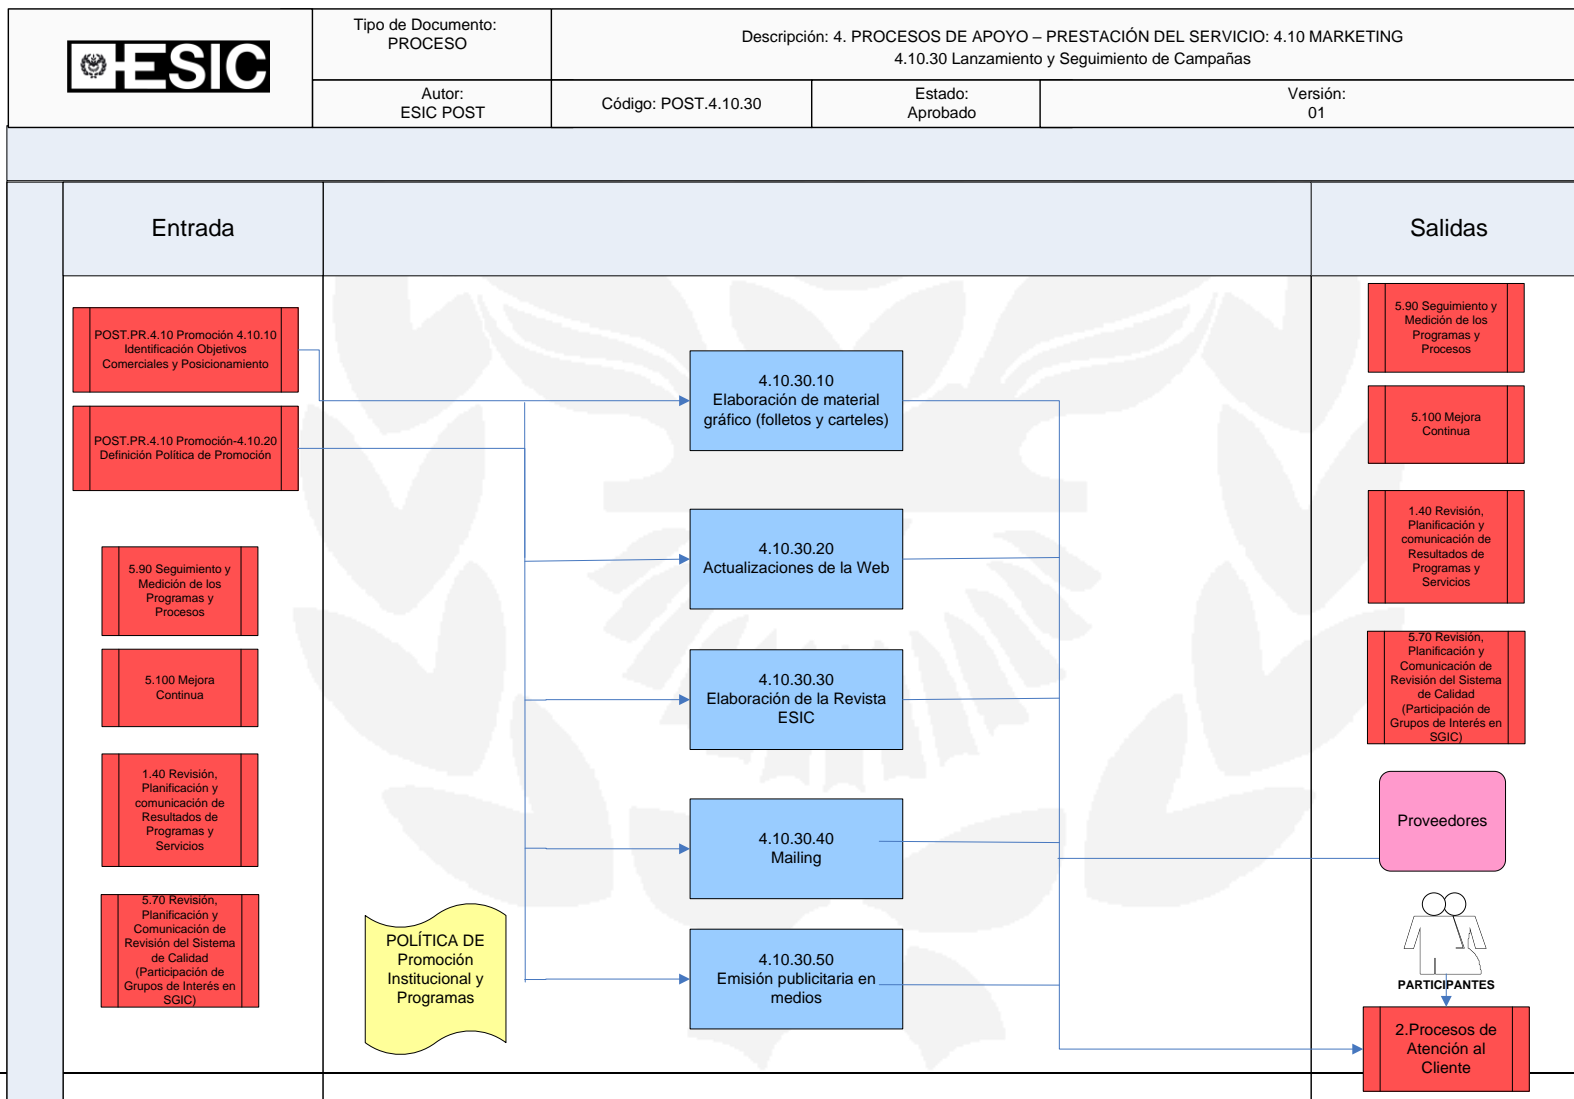 ESIC
Tipo de Documento:
PROCESO
Descripción: 4. PROCESOS DE APOYO – PRESTACIÓN DEL SERVICIO: 4.10 MARKETING
4.10.30 Lanzamiento y Seguimiento de Campañas
Autor:
ESIC POST
Código: POST.4.10.30
Estado:
Aprobado
Versión:
01
Entrada
Salidas
POST.PR.4.10 Promoción 4.10.10
Identificación Objetivos
Comerciales y Posicionamiento
POST.PR.4.10 Promoción-4.10.20
Definición Política de Promoción
5.90 Seguimiento y
Medición de los
Programas y
Procesos
5.100 Mejora
Continua
1.40 Revisión,
Planificación y
comunicación de
Resultados de
Programas y
Servicios
5.70 Revisión,
Planificación y
Comunicación de
Revisión del Sistema
de Calidad
(Participación de
Grupos de Interés en
SGIC)
POLÍTICA DE
Promoción
Institucional y
Programas
4.10.30.10
Elaboración de material
gráfico (folletos y carteles)
4.10.30.20
Actualizaciones de la Web
4.10.30.30
Elaboración de la Revista
ESIC
4.10.30.40
Mailing
4.10.30.50
Emisión publicitaria en
medios
5.90 Seguimiento y
Medición de los
Programas y
Procesos
5.100 Mejora
Continua
1.40 Revisión,
Planificación y
comunicación de
Resultados de
Programas y
Servicios
5.70 Revisión,
Planificación y
Comunicación de
Revisión del Sistema
de Calidad
(Participación de
Grupos de Interés en
SGIC)
Proveedores
PARTICIPANTES
2.Procesos de
Atención al
Cliente